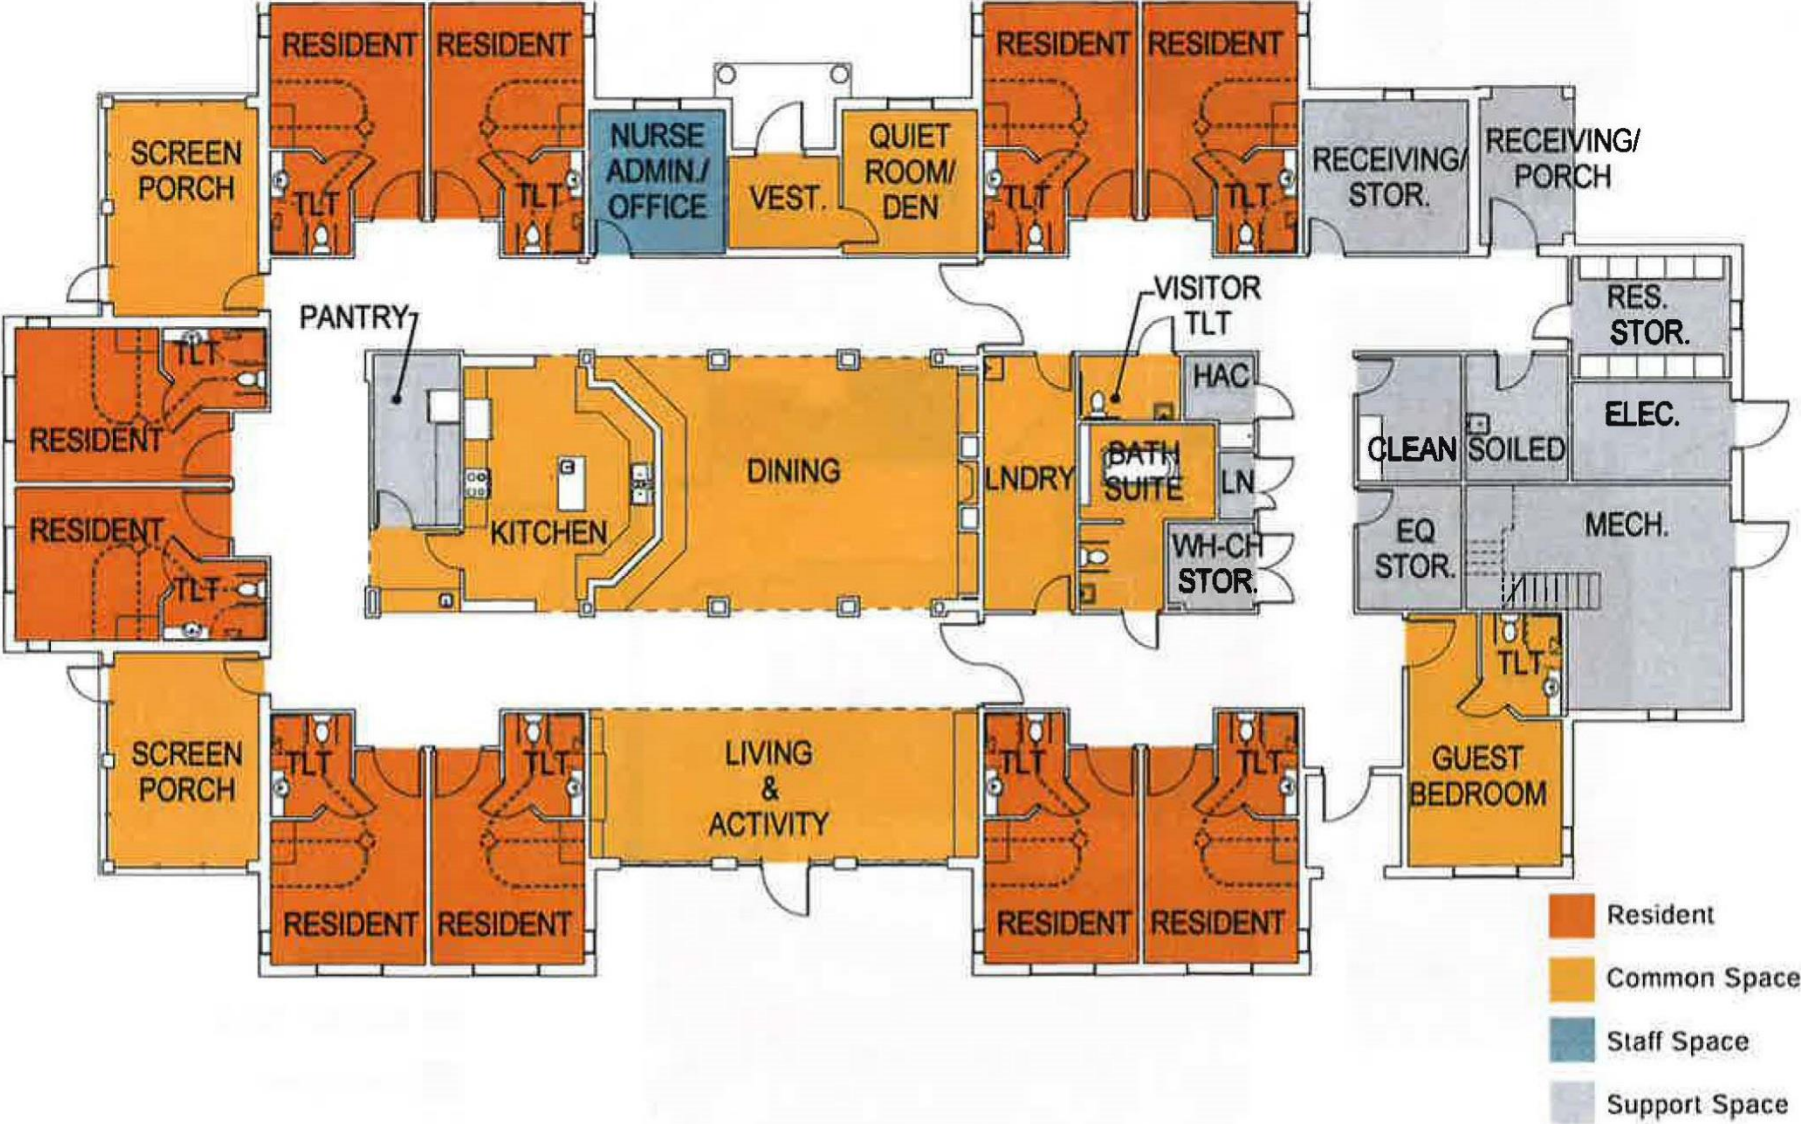 RESIDENT
RESIDENT
RESIDENT
RESIDENT
SCREEN
PORCH
TLT
TLT
NURSE
ADMIN./
OFFICE
VEST.
QUIET
ROOM/
DEN
TLT
TLT
RECEIVING/
STOR.
RECEIVING/
PORCH
PANTRY
VISITOR
TLT
RES.
STOR.
TLT
RESIDENT
HAC
ELEC.
CLEAN
SOILED
KITCHEN
DINING
LNDRY
BATH
SUITE
LN
RESIDENT
TLT
WH-CH
STOR.
EQ
STOR.
MECH.
SCREEN
PORCH
TLT
TLT
LIVING
&
ACTIVITY
TLT
TLT
TLT
GUEST
BEDROOM
RESIDENT
RESIDENT
RESIDENT
RESIDENT
Resident
Common Space
Staff Space
Support Space